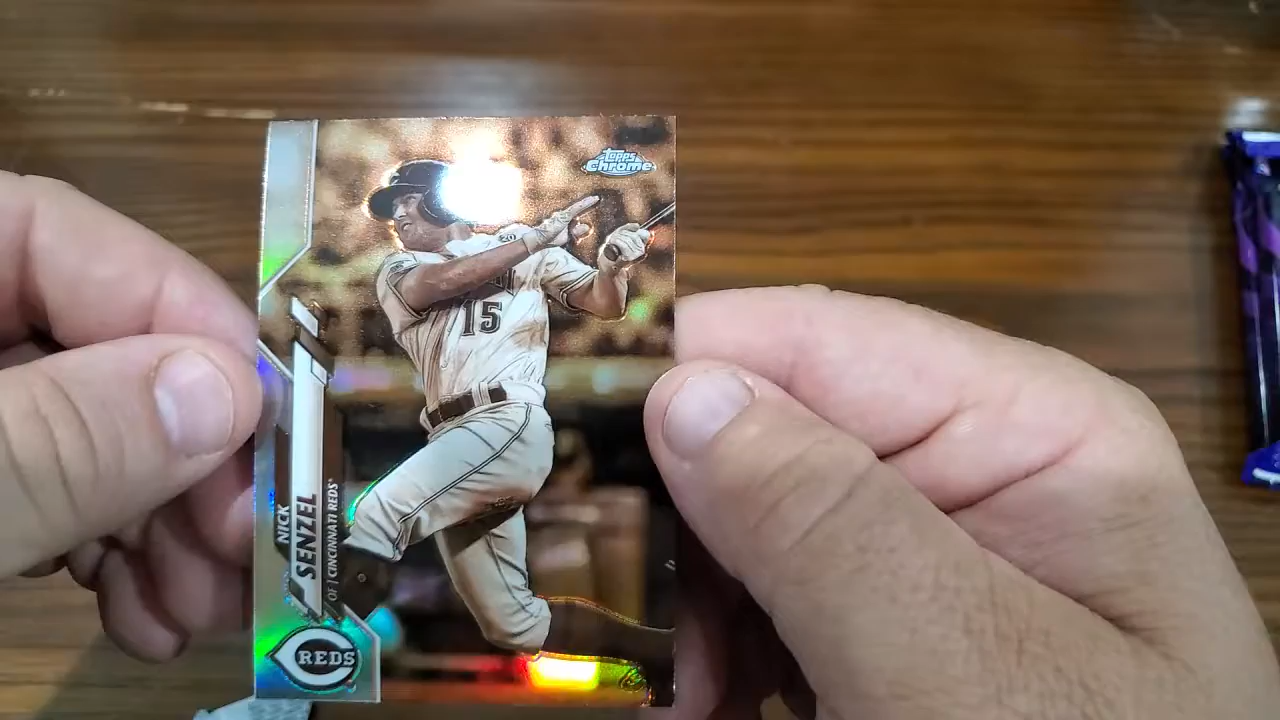 Topps
Chrome
15
NICK
SENZEL
OF | CINCINNATI REDS
REDS